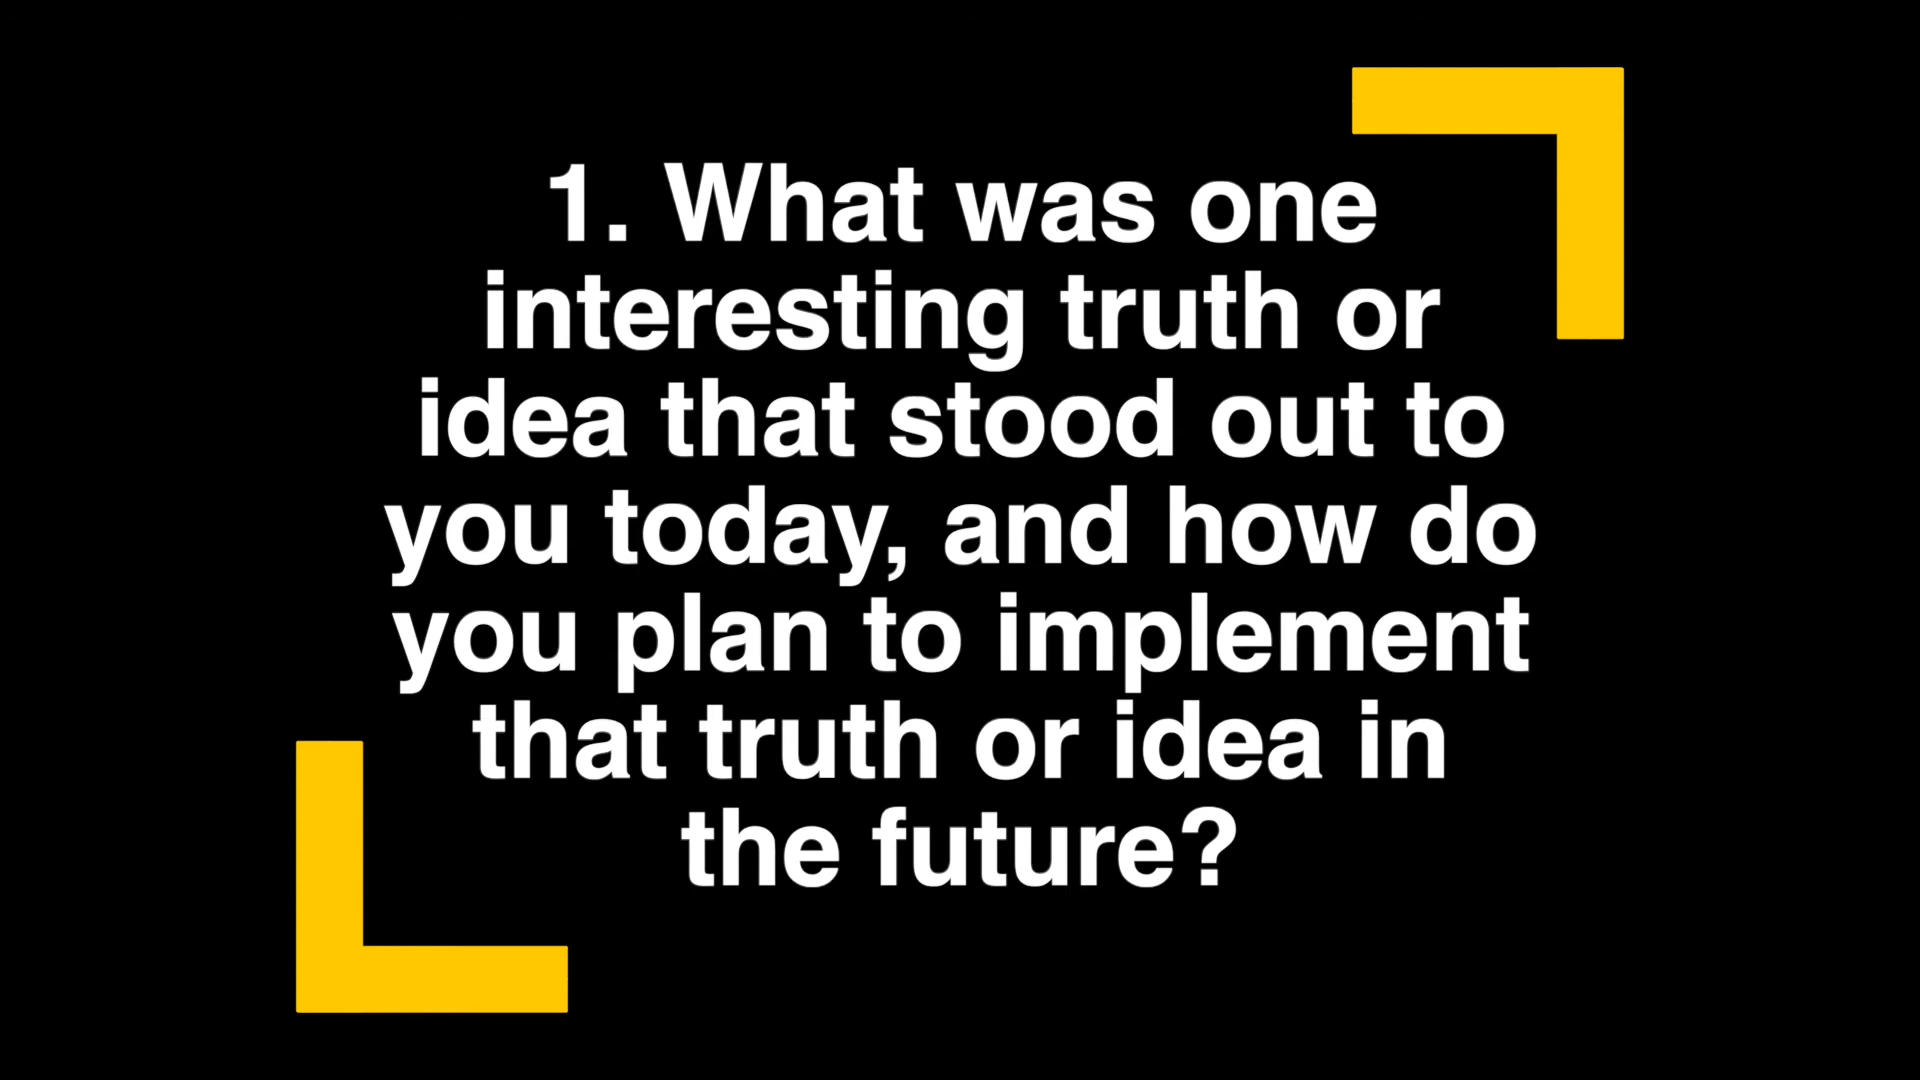 1. What was one
interesting truth or
idea that stood out to
you today, and how do
you plan to implement
that truth or idea in
the future?